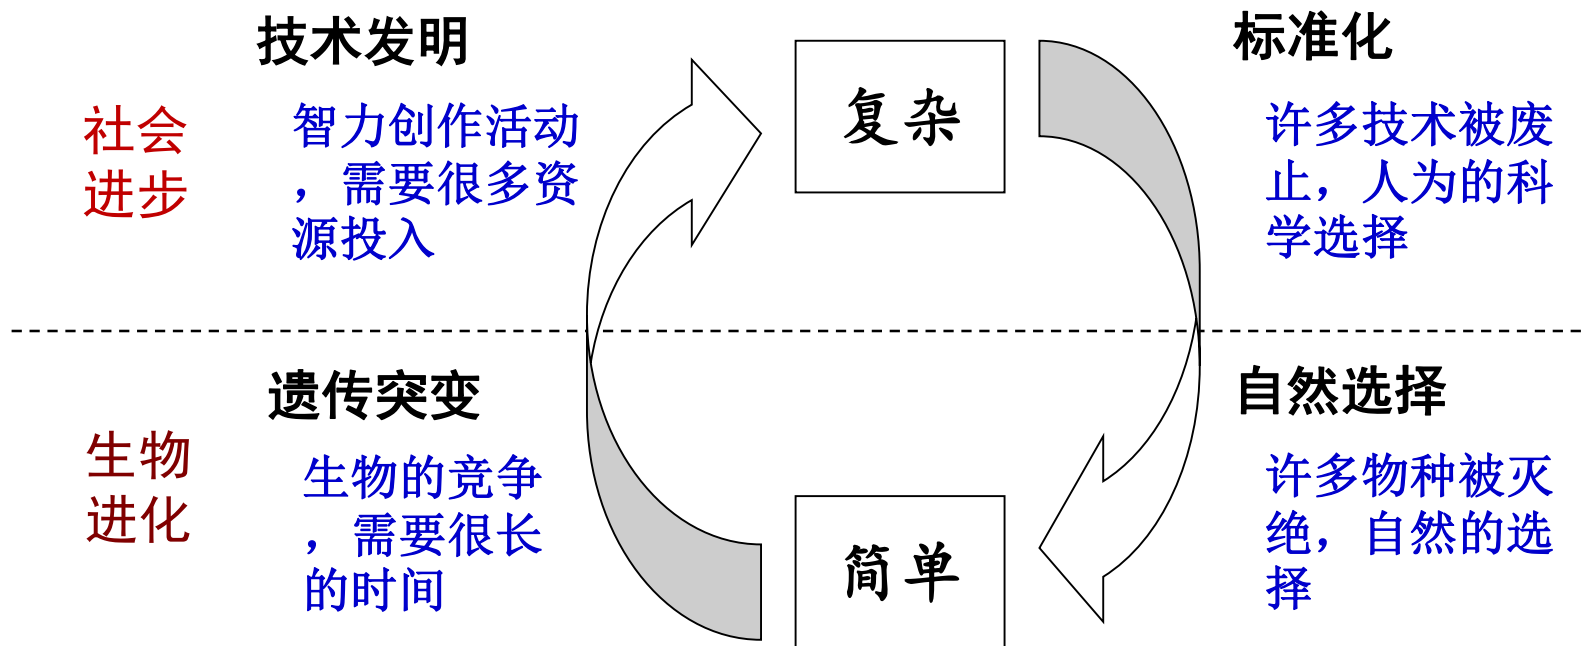 技术发明
标准化
复杂
社会
进步
智力创作活动
，需要很多资
源投入
许多技术被废
止，人为的科
学选择
遗传突变
自然选择
生物
进化
生物的竞争
，需要很长
的时间
简单
许多物种被灭
绝，自然的选
择